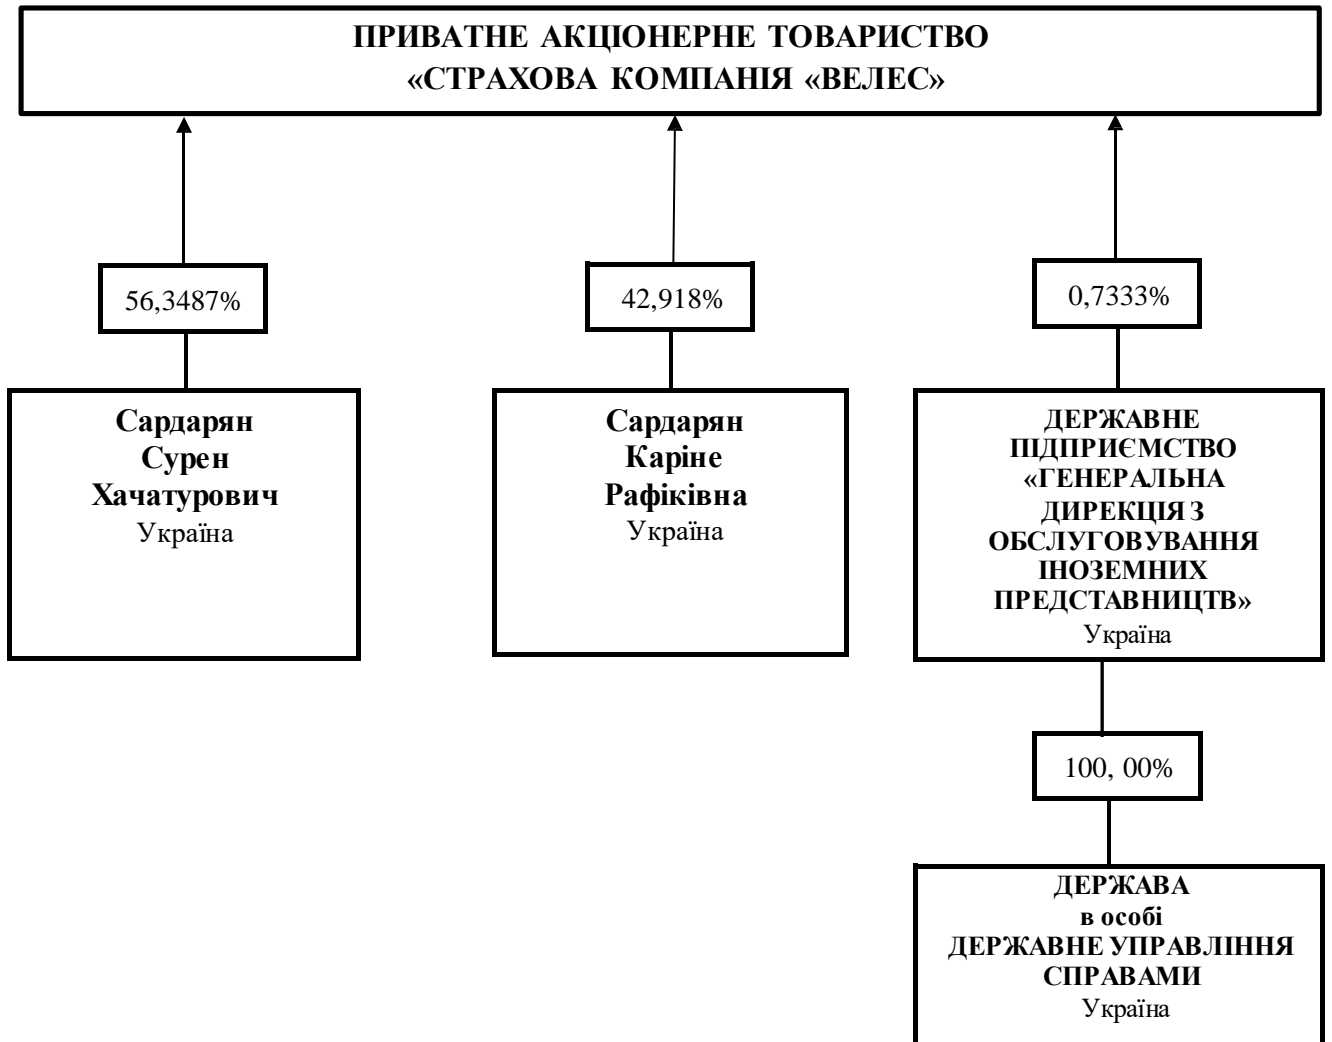 ПРИВАТНЕ АКЦІОНЕРНЕ ТОВАРИСТВО
«СТРАХОВА КОМПАНІЯ «ВЕЛЕС»
56,3487%
42,918%
0,7333%
Сардарян
Сурен
Хачатурович
Україна
Сардарян
Каріне
Рафіківна
Україна
ДЕРЖАВНЕ
ПІДПРИЄМСТВО
«ГЕНЕРАЛЬНА
ДИРЕКЦІЯ З
ОБСЛУГОВУВАННЯ
ІНОЗЕМНИХ
ПРЕДСТАВНИЦТВ»
Україна
100, 00%
ДЕРЖАВА
в особі
ДЕРЖАВНЕ УПРАВЛІННЯ
СПРАВАМИ
Україна